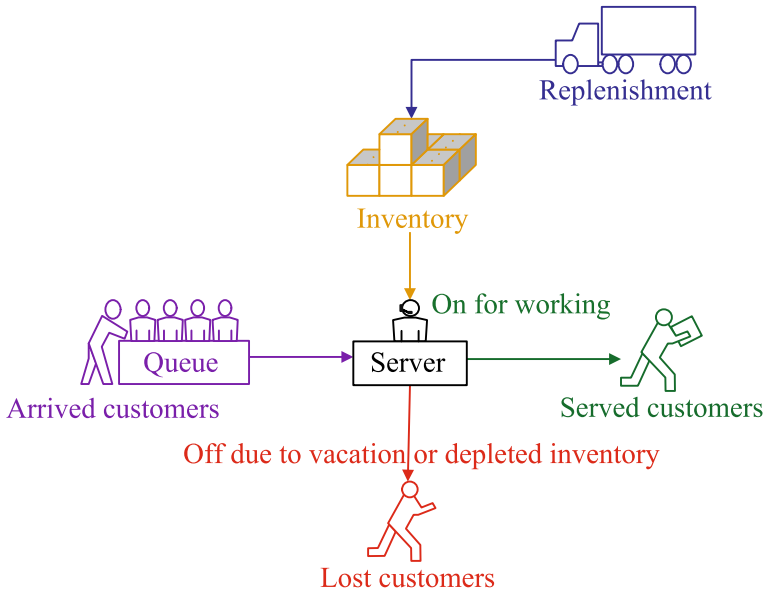 Replenishment
Inventory
On for working
Queue
Server
Arrived customers
Served customers
Off due to vacation or depleted inventory
Lost customers